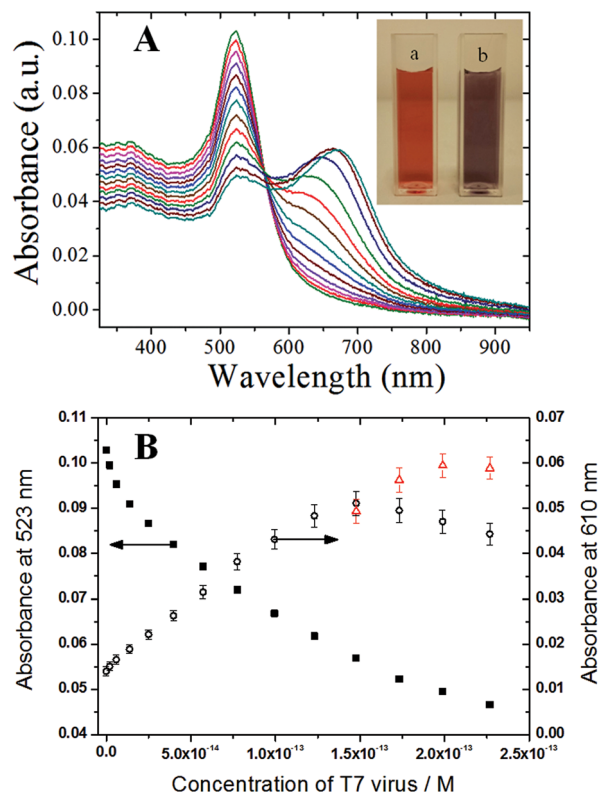 A
a
b
Absorbance (a.u.)
0.10
0.08
0.06
0.04
0.02
0.00
400 500 600 700 800 900
Wavelength (nm)
B
Absorbance at 523 nm
0.11
0.10
0.09
0.08
0.07
0.06
0.05
0.04
0.07
0.06
0.05
0.04
0.03
0.02
0.01
0.00
Absorbance at 610 nm
0.0 5.0x10-14 1.0x10-13 1.5x10-13 2.0x10-13 2.5x10-13
Concentration of T7 virus / M